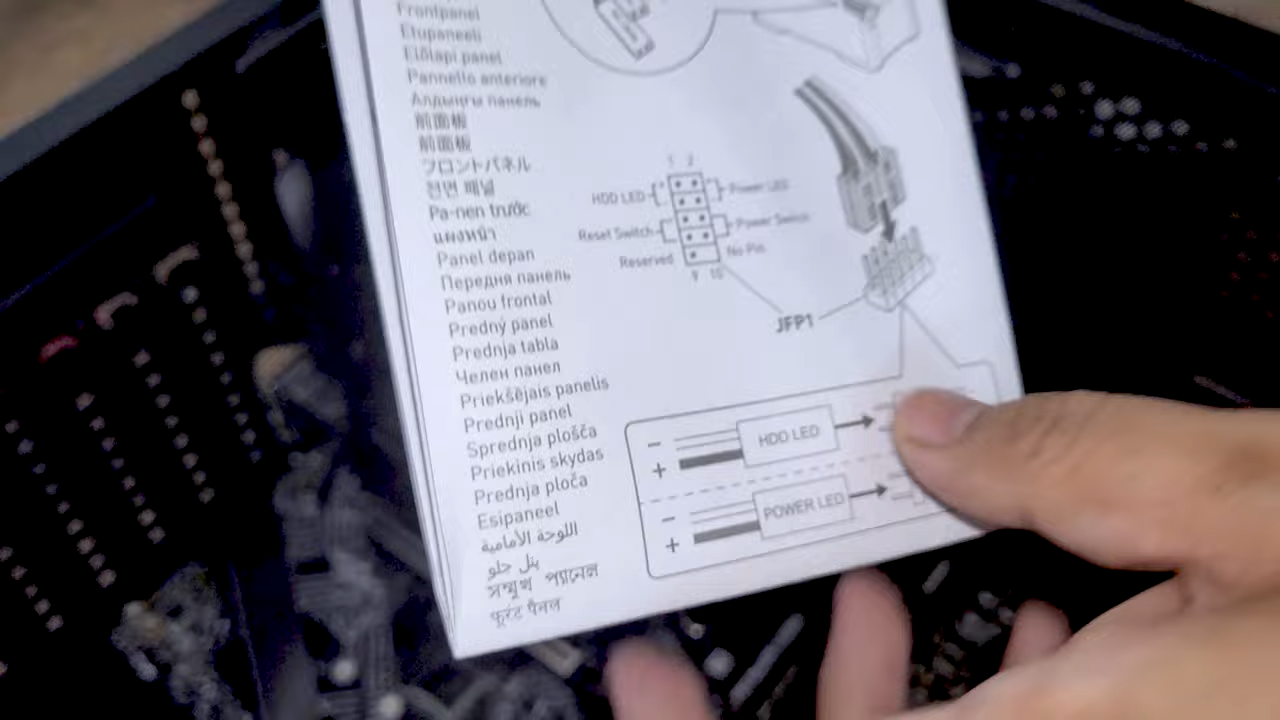 Frontpanel
Etupaneeli
Előlapi panel
Pannello anteriore
Алдыңғы панель
前面板
前面板
フロントパネル
전면 패널
Pa-nen trước
แผงหน้า
Panel depan
Передня панель
Panou frontal
Predný panel
Prednja tabla
Челен панел
Priekšējais panelis
Prednji panel
Sprednja plošča
Priekinis skydas
Prednja ploča
Esipaneel
اللوحة الأمامية
پنل جلو
সম্মুখ প্যানেল
फ्रंट पैनल
1 2
HDD LED
+
Power LED
Reset Switch
Power Switch
Reserved
No Pin
9 10
JFP1
−
HDD LED
+
−
POWER LED
+